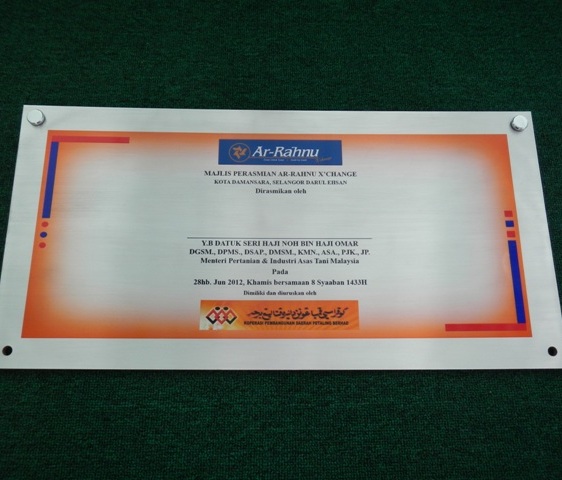 Ar-Rahnu
MAJLIS PERASMIAN AR-RAHNU X'CHANGE
KOTA DAMANSARA, SELANGOR DARUL EHSAN
Dirasmikan oleh
Y.B DATUK SERI HAJI NOH BIN HAJI OMAR
DGSM., DPMS., DSAP., DMSM., KMN., ASA., PJK., JP.
Menteri Pertanian & Industri Asas Tani Malaysia
Pada
28hb. Jun 2012, Khamis bersamaan 8 Syaaban 1433H
Dimiliki dan diuruskan oleh
KOPERASI PEMBANGUNAN DAERAH PETALING BERHAD